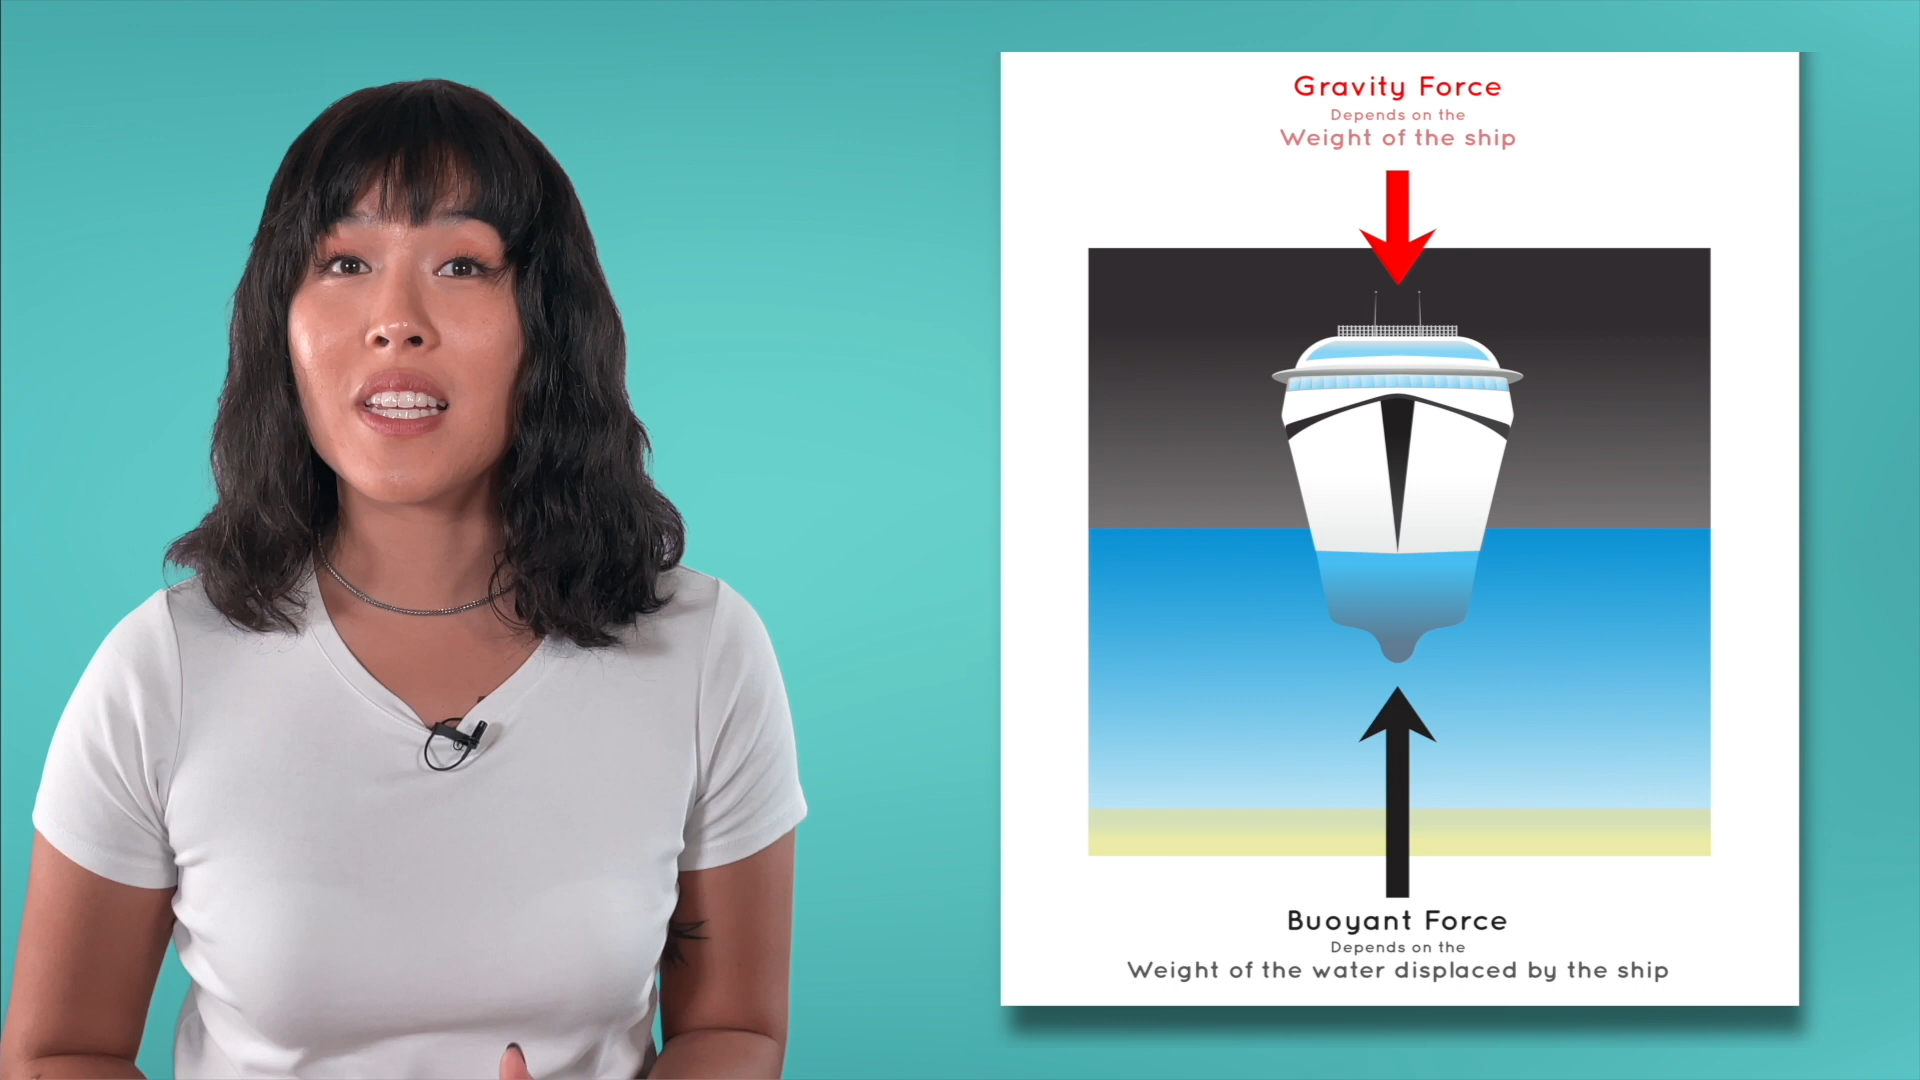 Gravity Force
Depends on the
Weight of the ship
Buoyant Force
Depends on the
Weight of the water displaced by the ship